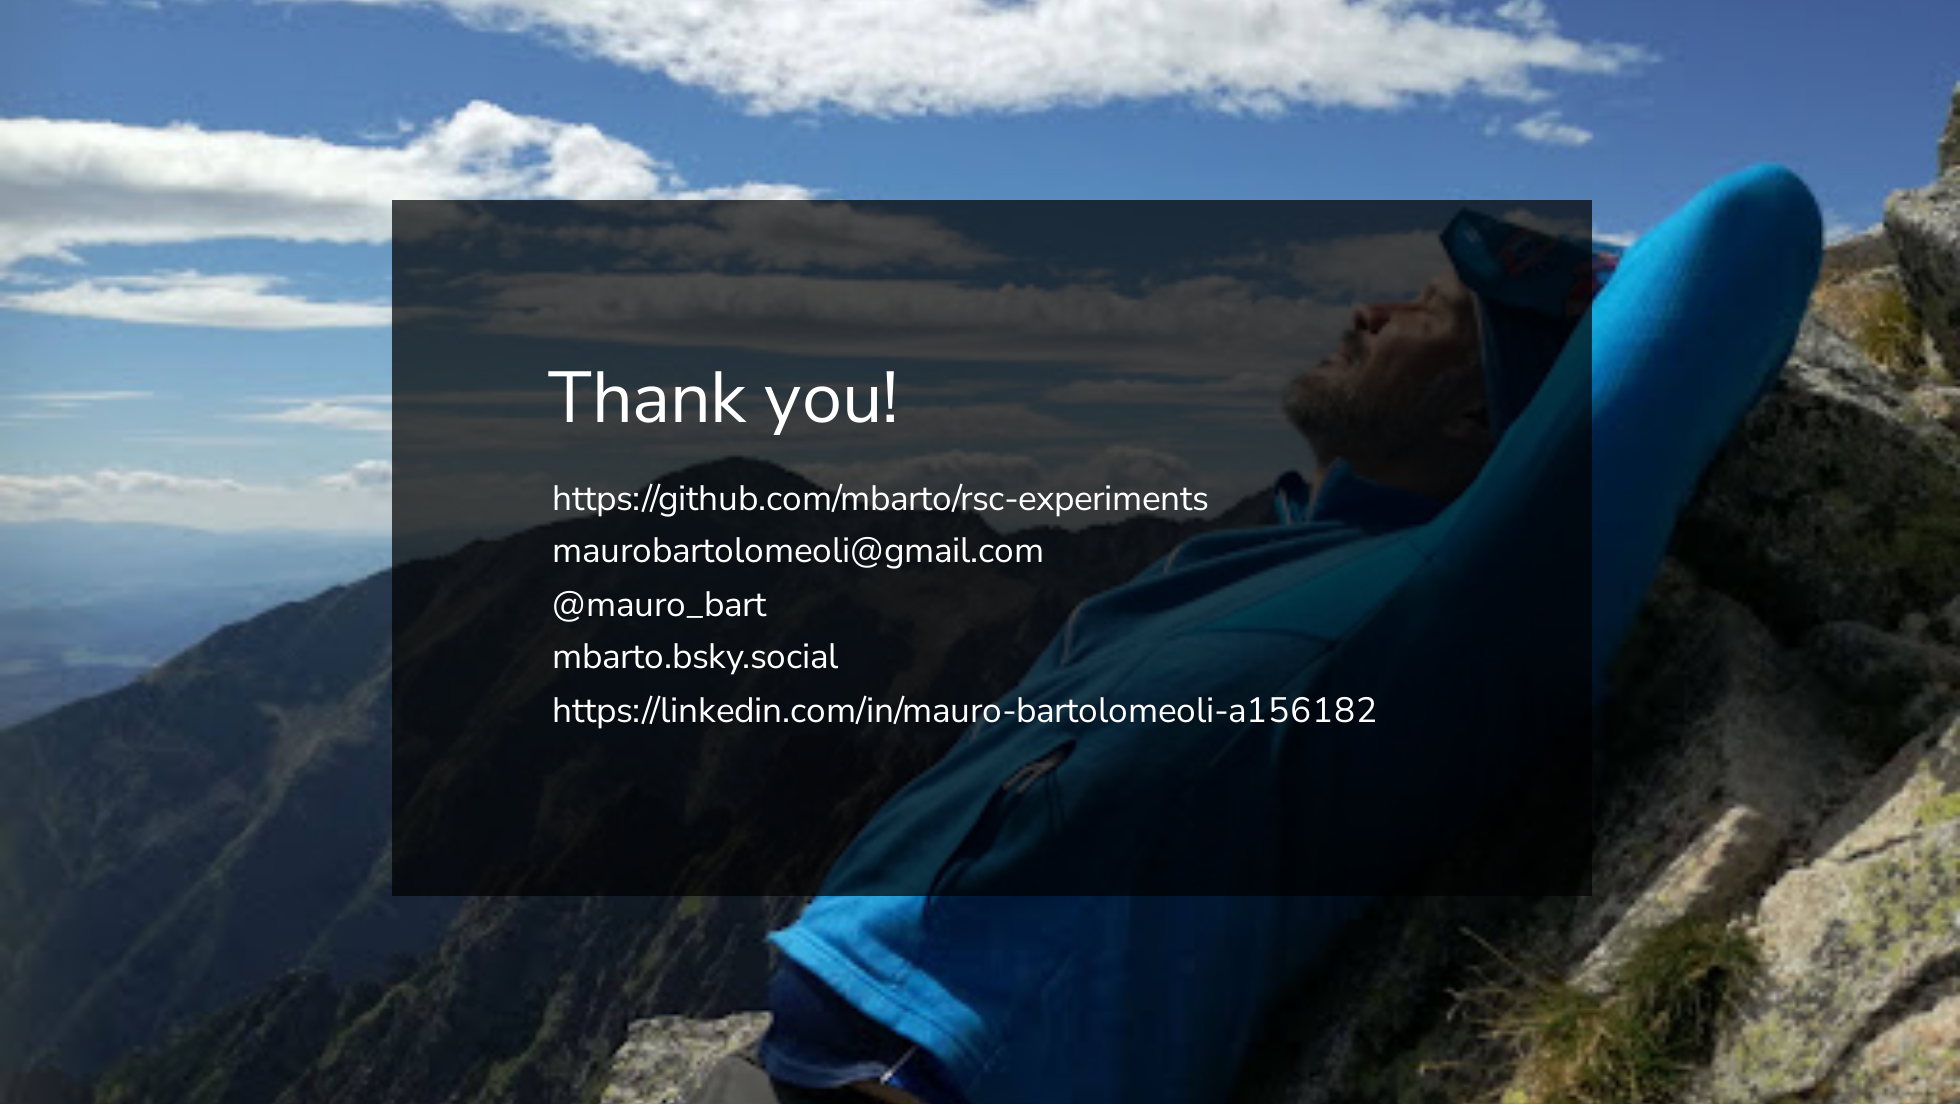 Thank you!
https://github.com/mbarto/rsc-experiments
maurobartolomeoli@gmail.com
@mauro_bart
mbarto.bsky.social
https://linkedin.com/in/mauro-bartolomeoli-a156182